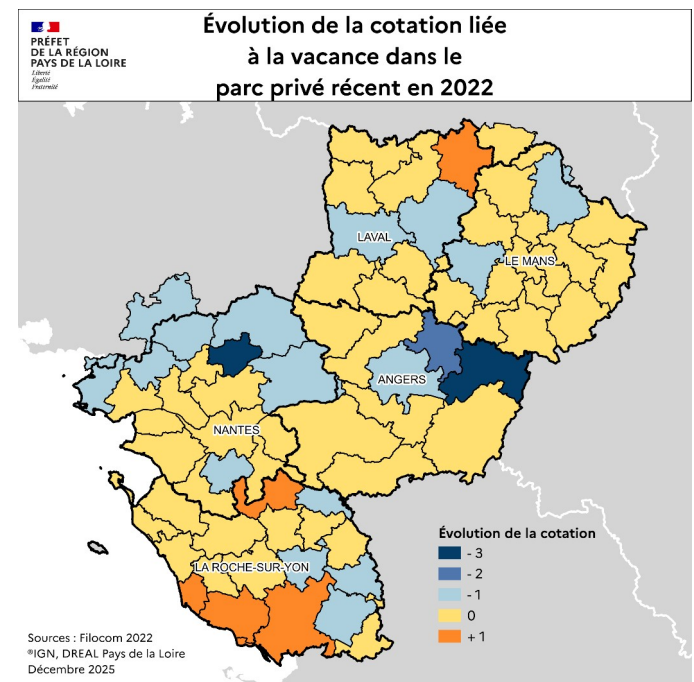 Évolution de la cotation liée
à la vacance dans le
parc privé récent en 2022
PRÉFET
DE LA RÉGION
PAYS DE LA LOIRE
Liberté
Égalité
Fraternité
LAVAL
LE MANS
ANGERS
NANTES
LA ROCHE-SUR-YON
Évolution de la cotation
- 3
- 2
- 1
0
+ 1
Sources : Filocom 2022
®IGN, DREAL Pays de la Loire
Décembre 2025